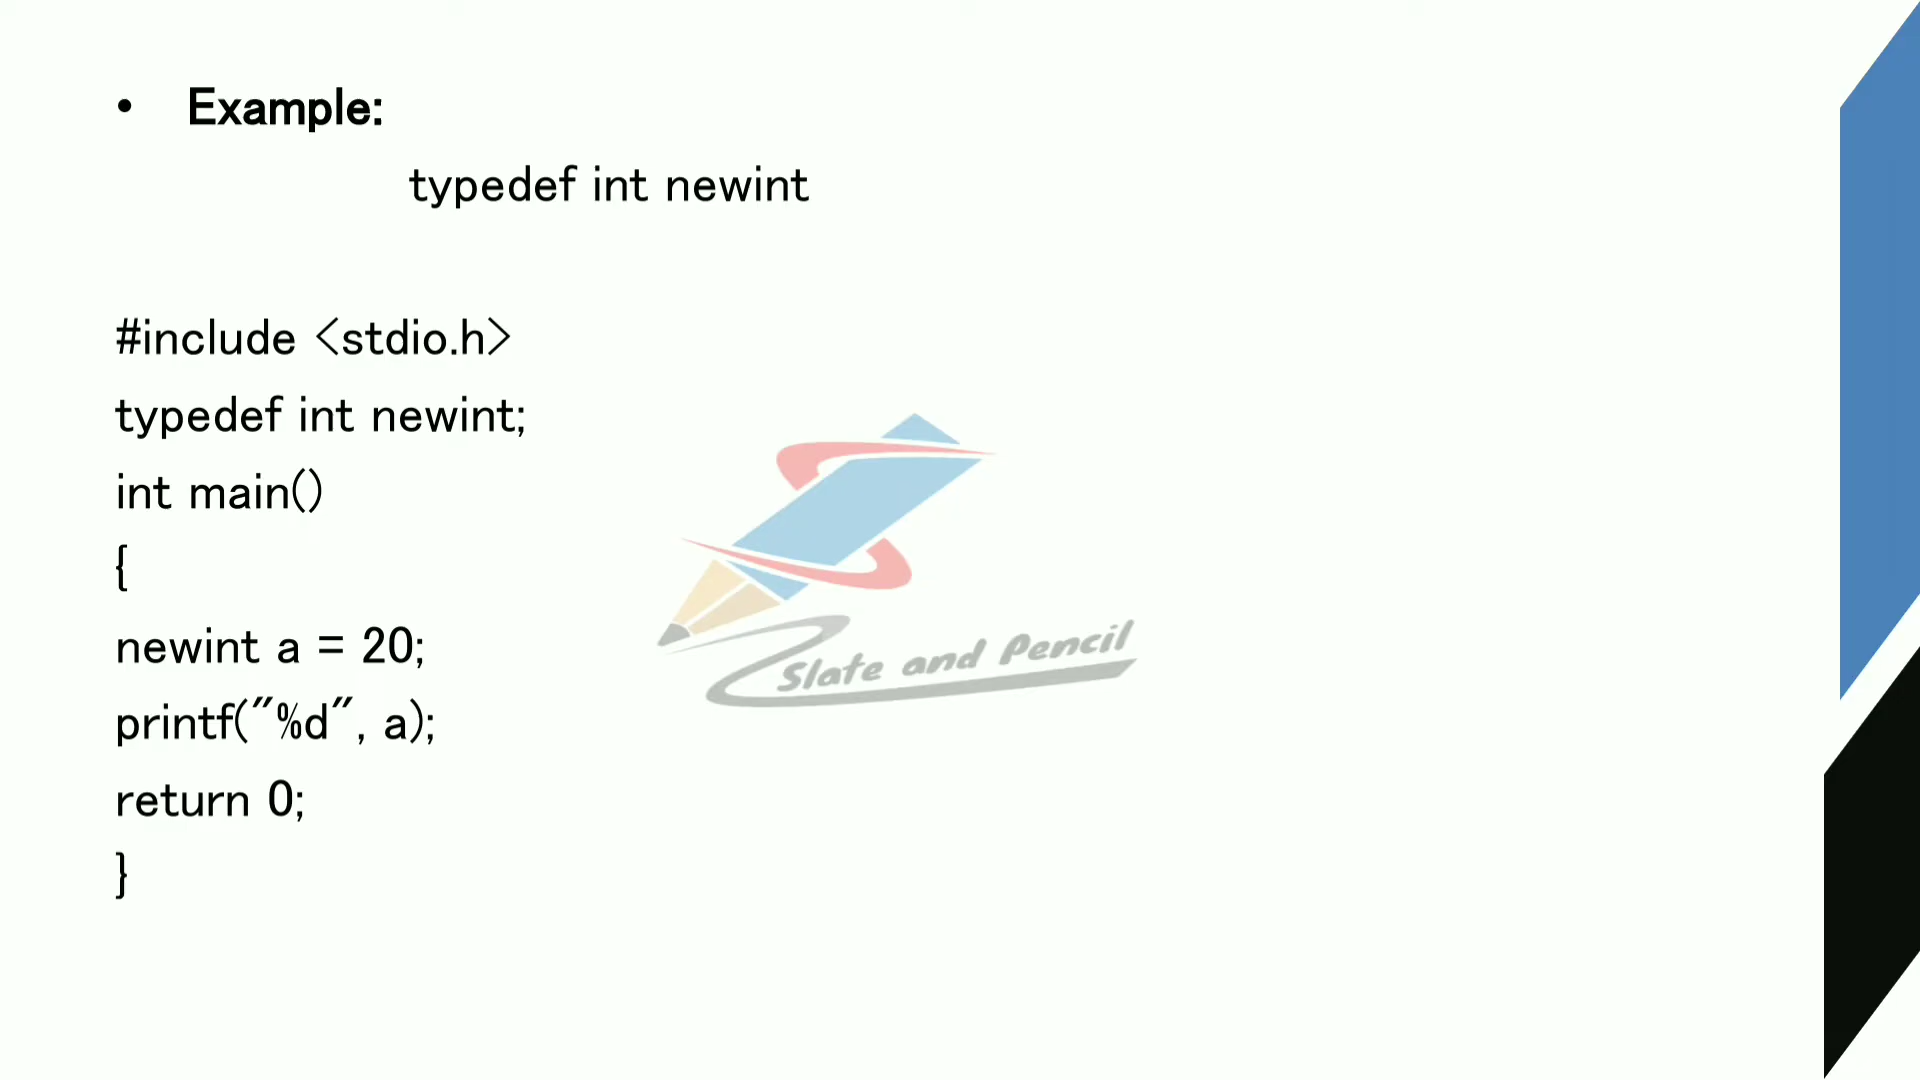 • Example:
typedef int newint
#include <stdio.h>
typedef int newint;
int main()
{
newint a = 20;
printf("%d", a);
return 0;
}
Slate and Pencil